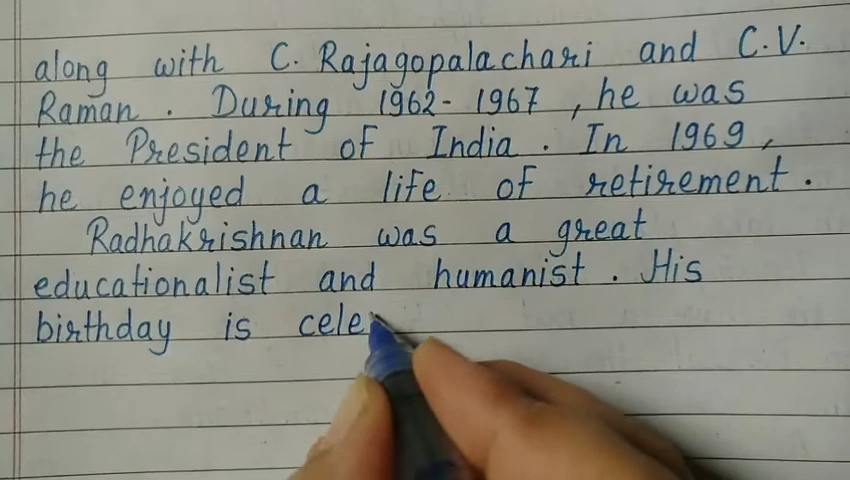 along with C. Rajagopalachari and C.V.
Raman. During 1962-1967, he was
the President of India. In 1969,
he enjoyed a life of retirement.
Radhakrishnan was a great
educationalist and humanist. His
birthday is cele